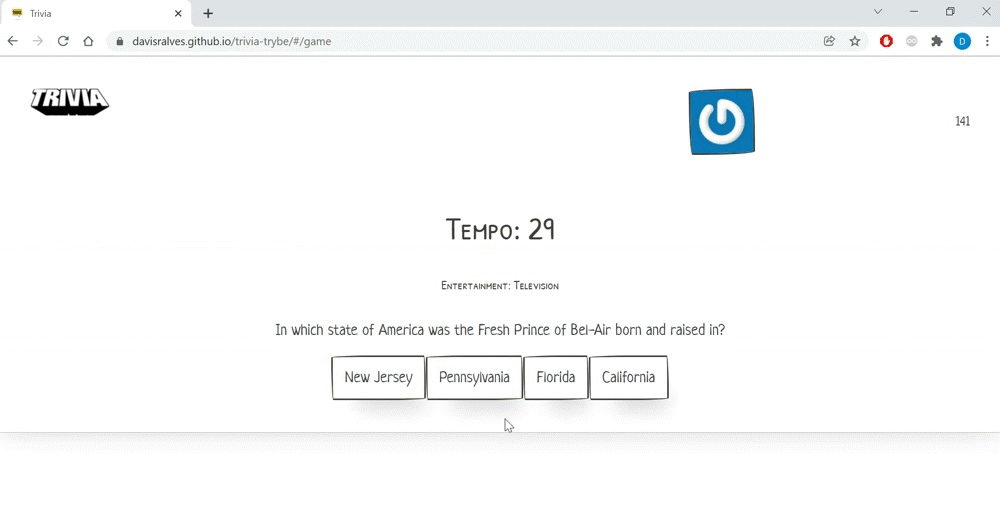 Trivia
davisralves.github.io/trivia-trybe/#/game
D
TRIVIA
141
Tempo: 29
Entertainment: Television
In which state of America was the Fresh Prince of Bel-Air born and raised in?
New Jersey
Pennsylvania
Florida
California